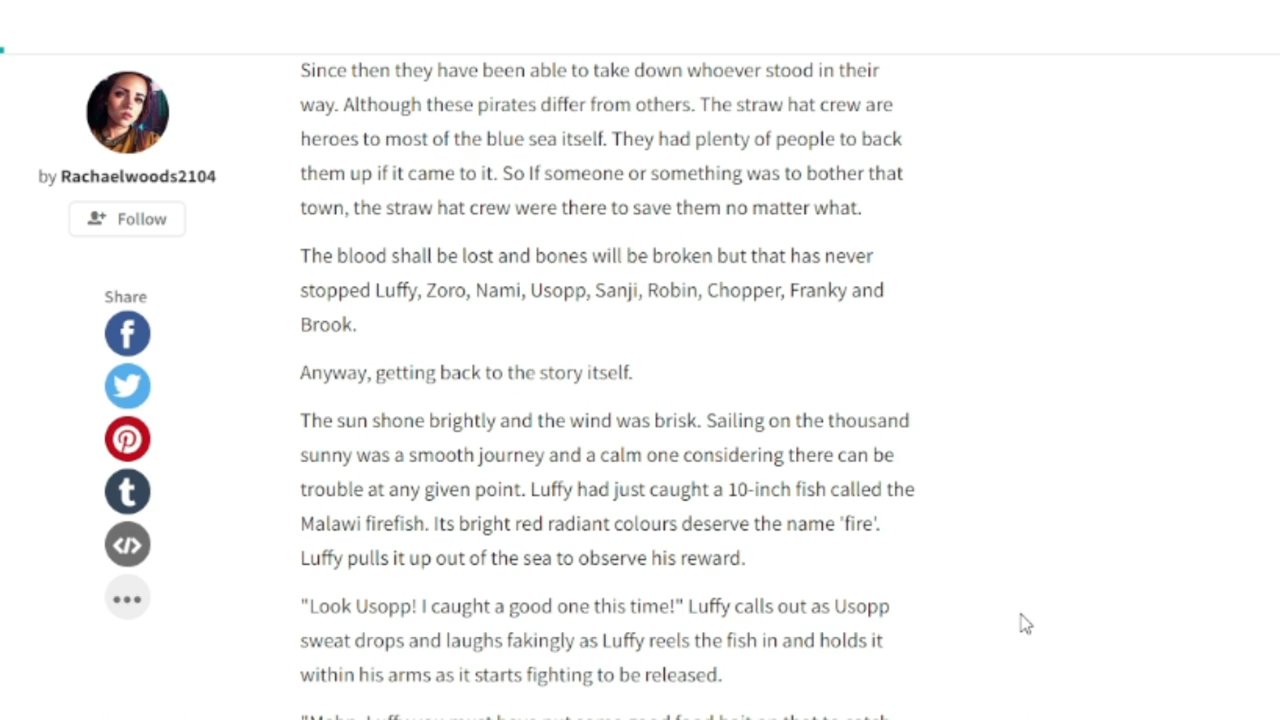 Since then they have been able to take down whoever stood in their
way. Although these pirates differ from others. The straw hat crew are
heroes to most of the blue sea itself. They had plenty of people to back
them up if it came to it. So If someone or something was to bother that
town, the straw hat crew were there to save them no matter what.
by Rachaelwoods2104
Follow
The blood shall be lost and bones will be broken but that has never
stopped Luffy, Zoro, Nami, Usopp, Sanji, Robin, Chopper, Franky and
Brook.
Share
Anyway, getting back to the story itself.
The sun shone brightly and the wind was brisk. Sailing on the thousand
sunny was a smooth journey and a calm one considering there can be
trouble at any given point. Luffy had just caught a 10-inch fish called the
Malawi firefish. Its bright red radiant colours deserve the name 'fire'.
Luffy pulls it up out of the sea to observe his reward.
"Look Usopp! I caught a good one this time!" Luffy calls out as Usopp
sweat drops and laughs fakingly as Luffy reels the fish in and holds it
within his arms as it starts fighting to be released.